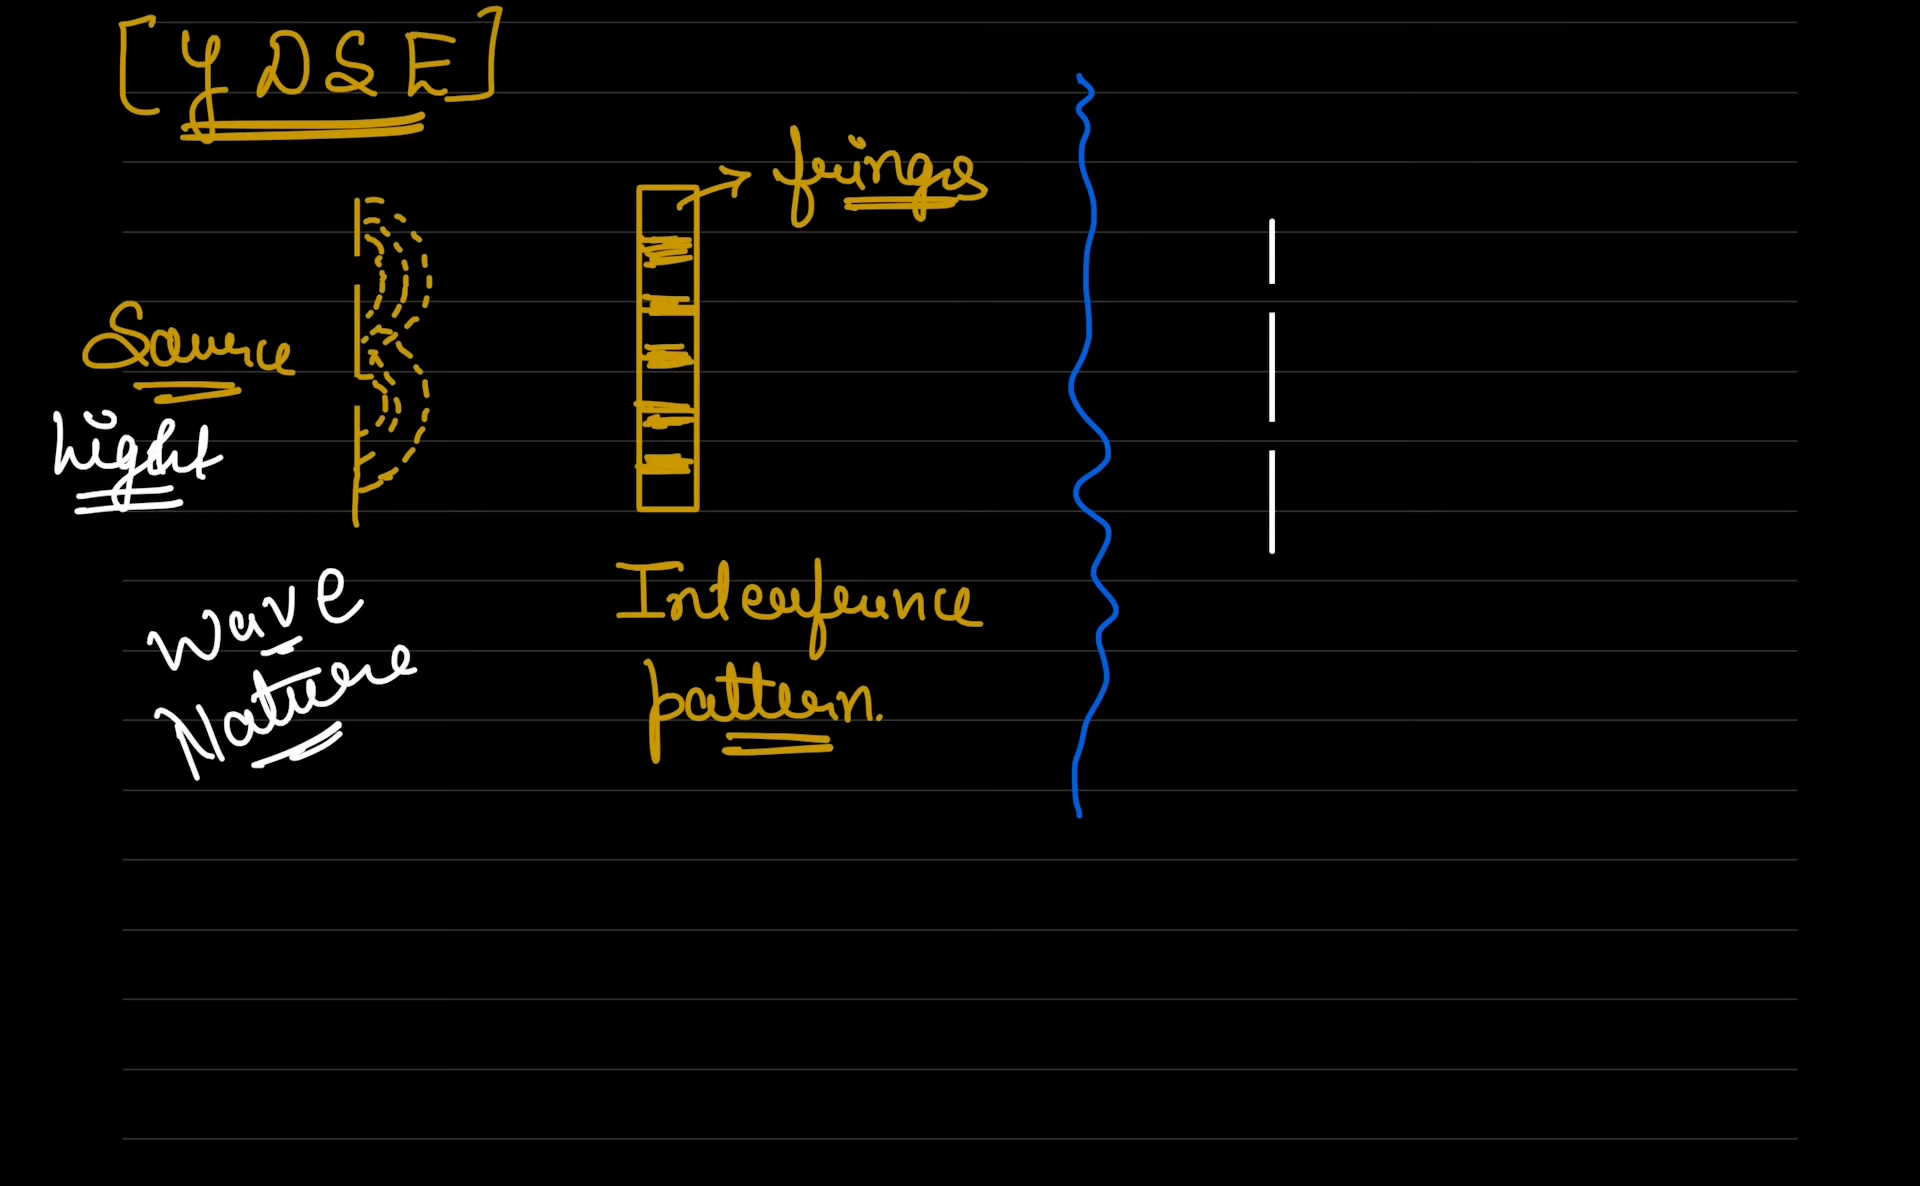 [YDSE]
fringes
Source
Light
Wave
Nature
Interference
pattern.